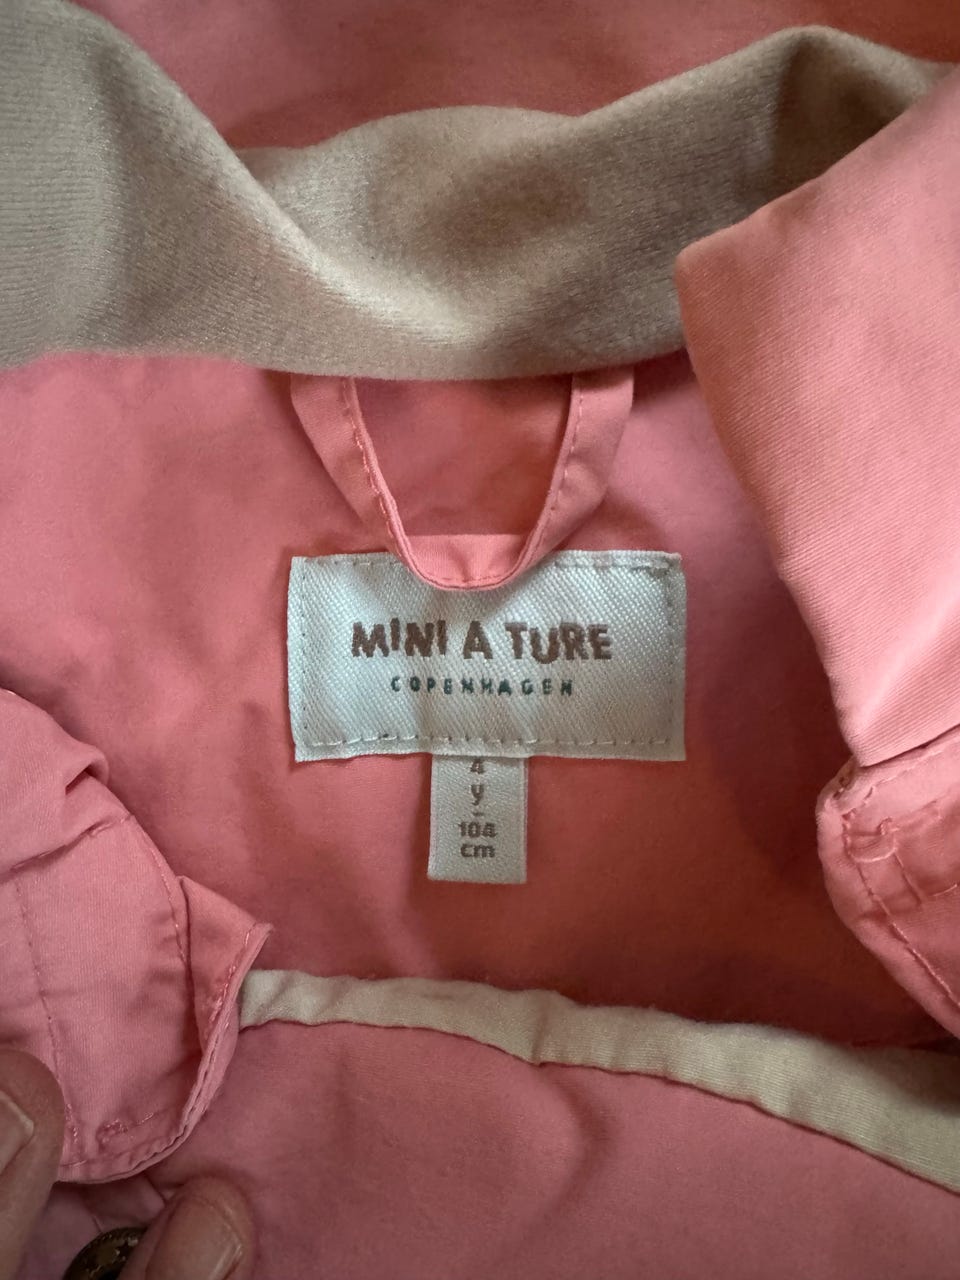 MINI A TURE
COPENHAGEN
4
y
-
104
cm